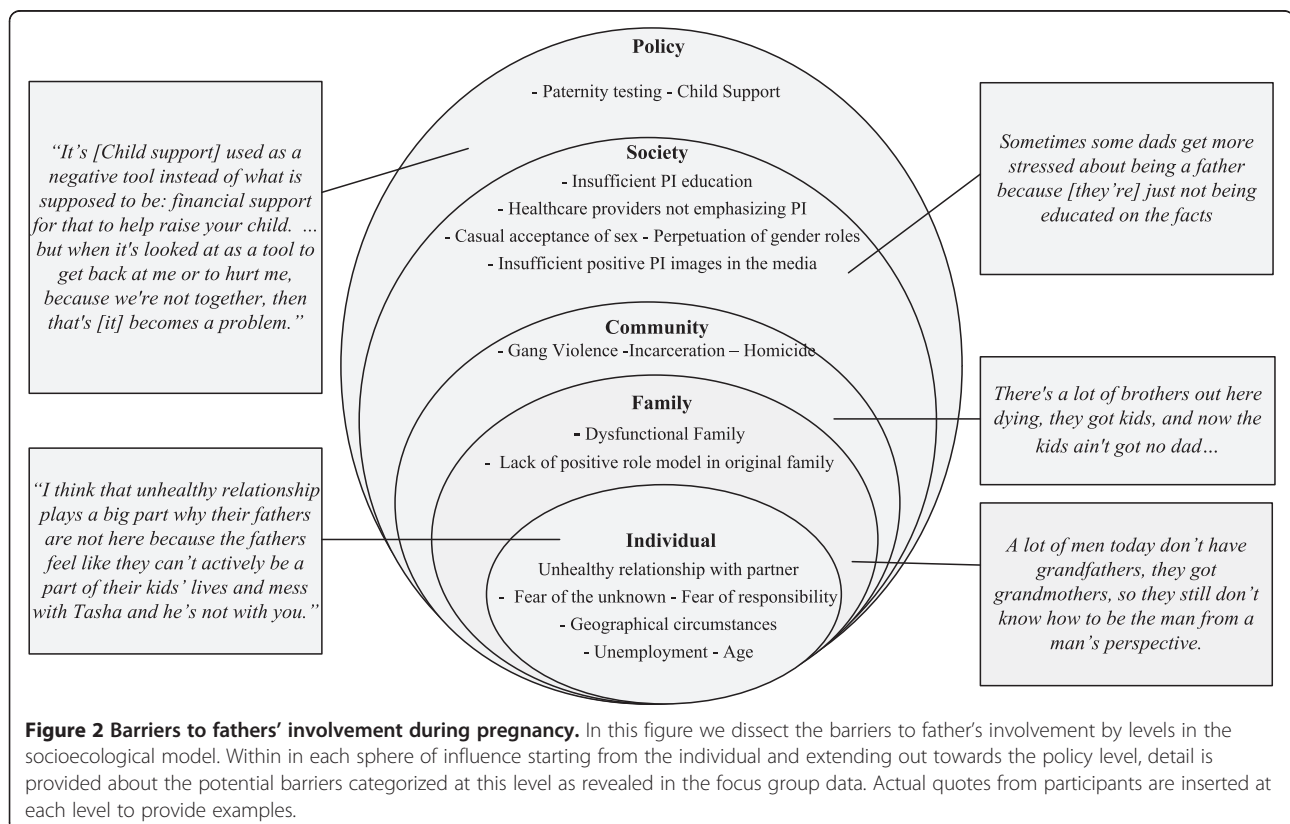 Policy
- Paternity testing - Child Support
Society
- Insufficient PI education
- Healthcare providers not emphasizing PI
- Casual acceptance of sex - Perpetuation of gender roles
- Insufficient positive PI images in the media
Community
- Gang Violence -Incarceration – Homicide
Family
- Dysfunctional Family
- Lack of positive role model in original family
Individual
Unhealthy relationship with partner
- Fear of the unknown - Fear of responsibility
- Geographical circumstances
- Unemployment - Age
“It’s [Child support] used as a
negative tool instead of what is
supposed to be: financial support
for that to help raise your child. …
but when it's looked at as a tool to
get back at me or to hurt me,
because we're not together, then
that's [it] becomes a problem.”
“I think that unhealthy relationship
plays a big part why their fathers
are not here because the fathers
feel like they can’t actively be a
part of their kids’ lives and mess
with Tasha and he’s not with you.”
Sometimes some dads get more
stressed about being a father
because [they’re] just not being
educated on the facts
There's a lot of brothers out here
dying, they got kids, and now the
kids ain't got no dad…
A lot of men today don’t have
grandfathers, they got
grandmothers, so they still don’t
know how to be the man from a
man’s perspective.
Figure 2 Barriers to fathers’ involvement during pregnancy. In this figure we dissect the barriers to father’s involvement by levels in the
socioecological model. Within in each sphere of influence starting from the individual and extending out towards the policy level, detail is
provided about the potential barriers categorized at this level as revealed in the focus group data. Actual quotes from participants are inserted at
each level to provide examples.